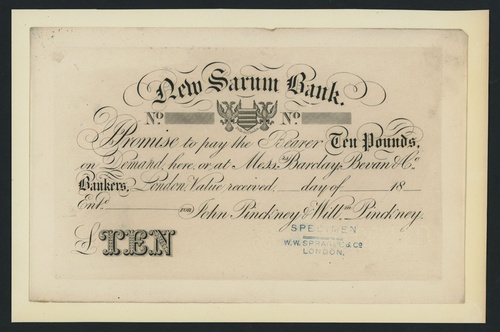 New Sarum Bank.
No No
Promise to pay the Bearer Ten Pounds,
on Demand, here, or at Messrs. Barclay, Bevan & Co.
Bankers, London, Value received day of 18
Entd. FOR John Pinckney & Willm. Pinckney.
£TEN
SPECIMEN
W.W. & Co
LONDON.